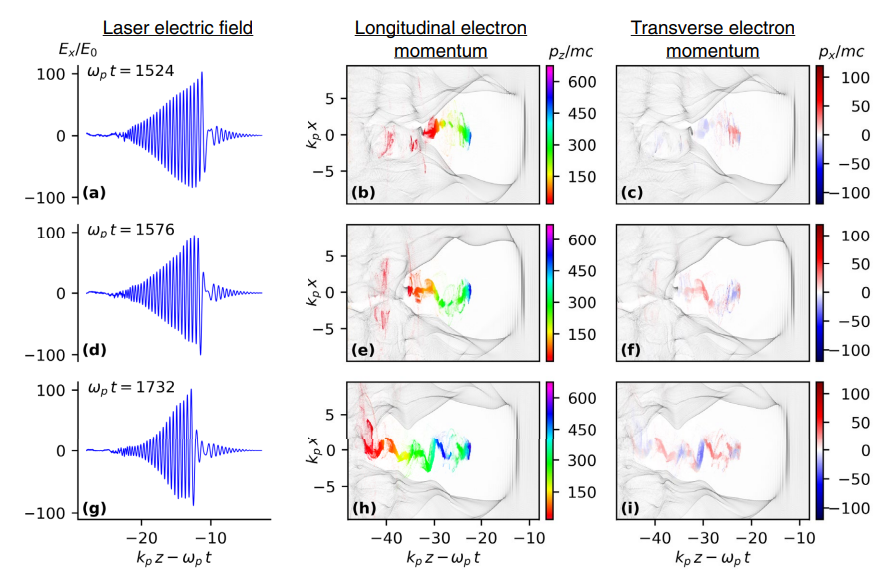 Laser electric field
Longitudinal electron
momentum
Transverse electron
momentum
E_x/E_0
p_z/mc
p_x/mc
ω_p t = 1524
100
0
−100
(a)
k_p x
5
0
−5
(b)
600
450
300
150
(c)
100
50
0
−50
−100
ω_p t = 1576
100
0
−100
(d)
k_p x
5
0
−5
(e)
600
450
300
150
(f)
100
50
0
−50
−100
ω_p t = 1732
100
0
−100
(g)
k_p x
5
0
−5
(h)
600
450
300
150
(i)
100
50
0
−50
−100
−20 −10
−40 −30 −20 −10
−40 −30 −20 −10
k_p z − ω_p t
k_p z − ω_p t
k_p z − ω_p t